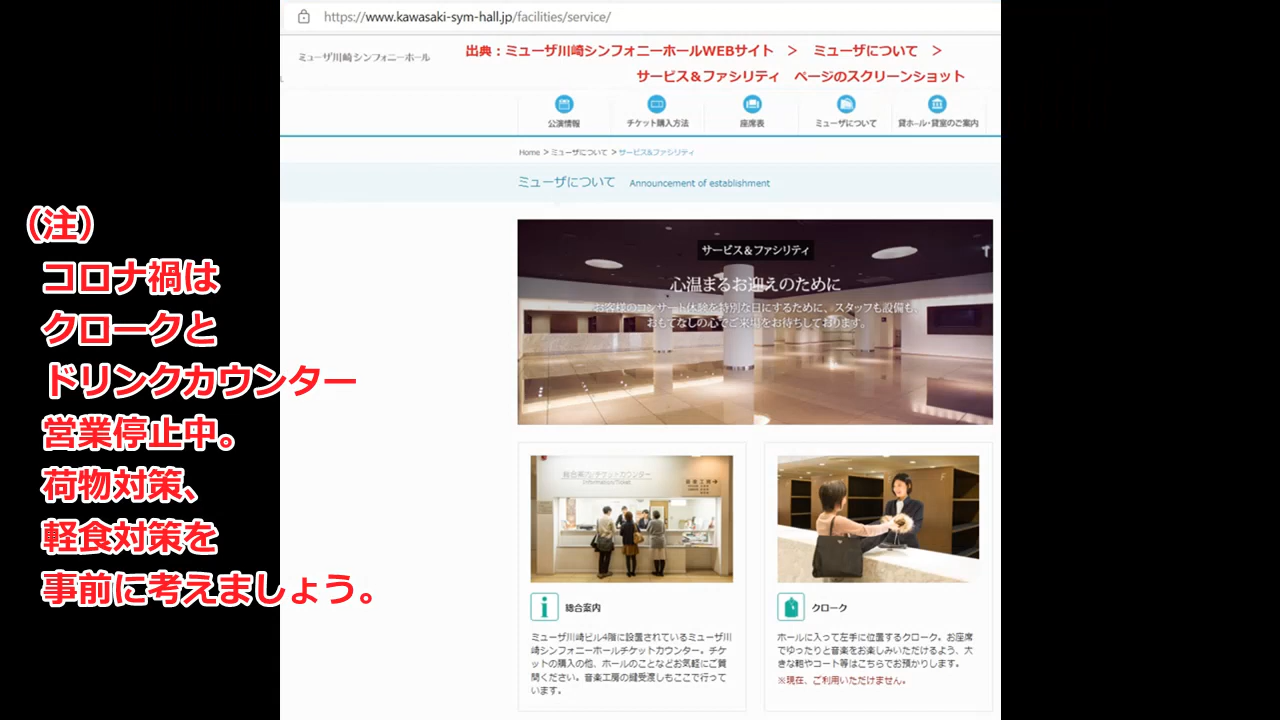 https://www.kawasaki-sym-hall.jp/facilities/service/
ミューザ川崎シンフォニーホール
出典：ミューザ川崎シンフォニーホールWEBサイト　＞　ミューザについて　＞
サービス＆ファシリティ　ページのスクリーンショット
公演情報
チケット購入方法
座席表
ミューザについて
貸ホール・貸室のご案内
Home > ミューザについて > サービス&ファシリティ
ミューザについて　Announcement of establishment
（注）
コロナ禍は
クロークと
ドリンクカウンター
営業停止中。
荷物対策、
軽食対策を
事前に考えましょう。
サービス＆ファシリティ
心温まるお迎えのために
お客様のコンサート体験を特別な日にするために、スタッフも設備も、
おもてなしの心でご来場をお待ちしております。
総合案内・チケットカウンター
Information/Ticket
音楽工房
総合案内
ミューザ川崎ビル4階に設置されているミューザ川
崎シンフォニーホールチケットカウンター。チケ
ットの購入の他、ホールのことなどお気軽にご質
問ください。音楽工房の鍵受渡しもここで行って
います。
クローク
ホールに入って左手に位置するクローク。お座席
でゆったりと音楽をお楽しみいただけるよう、大
きな鞄やコート等はこちらでお預かりします。
※現在、ご利用いただけません。